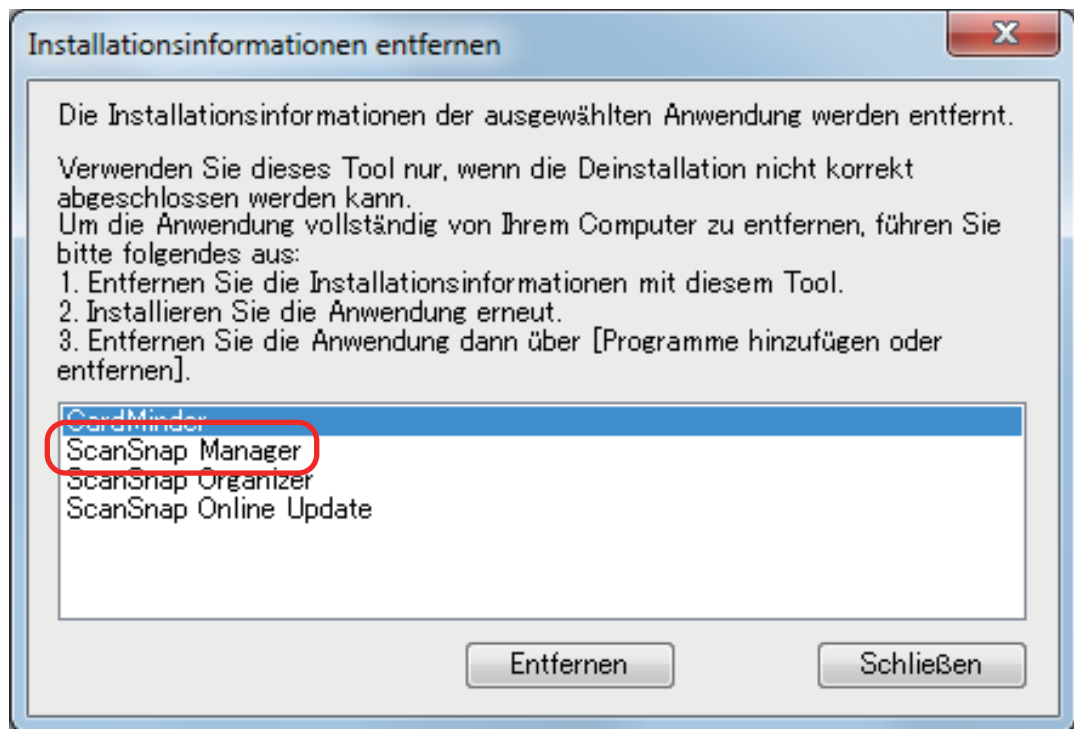 Installationsinformationen entfernen
Die Installationsinformationen der ausgewählten Anwendung werden entfernt.
Verwenden Sie dieses Tool nur, wenn die Deinstallation nicht korrekt
abgeschlossen werden kann.
Um die Anwendung vollständig von Ihrem Computer zu entfernen, führen Sie
bitte folgendes aus:
1. Entfernen Sie die Installationsinformationen mit diesem Tool.
2. Installieren Sie die Anwendung erneut.
3. Entfernen Sie die Anwendung dann über [Programme hinzufügen oder
entfernen].
CardMinder
ScanSnap Manager
ScanSnap Organizer
ScanSnap Online Update
Entfernen Schließen